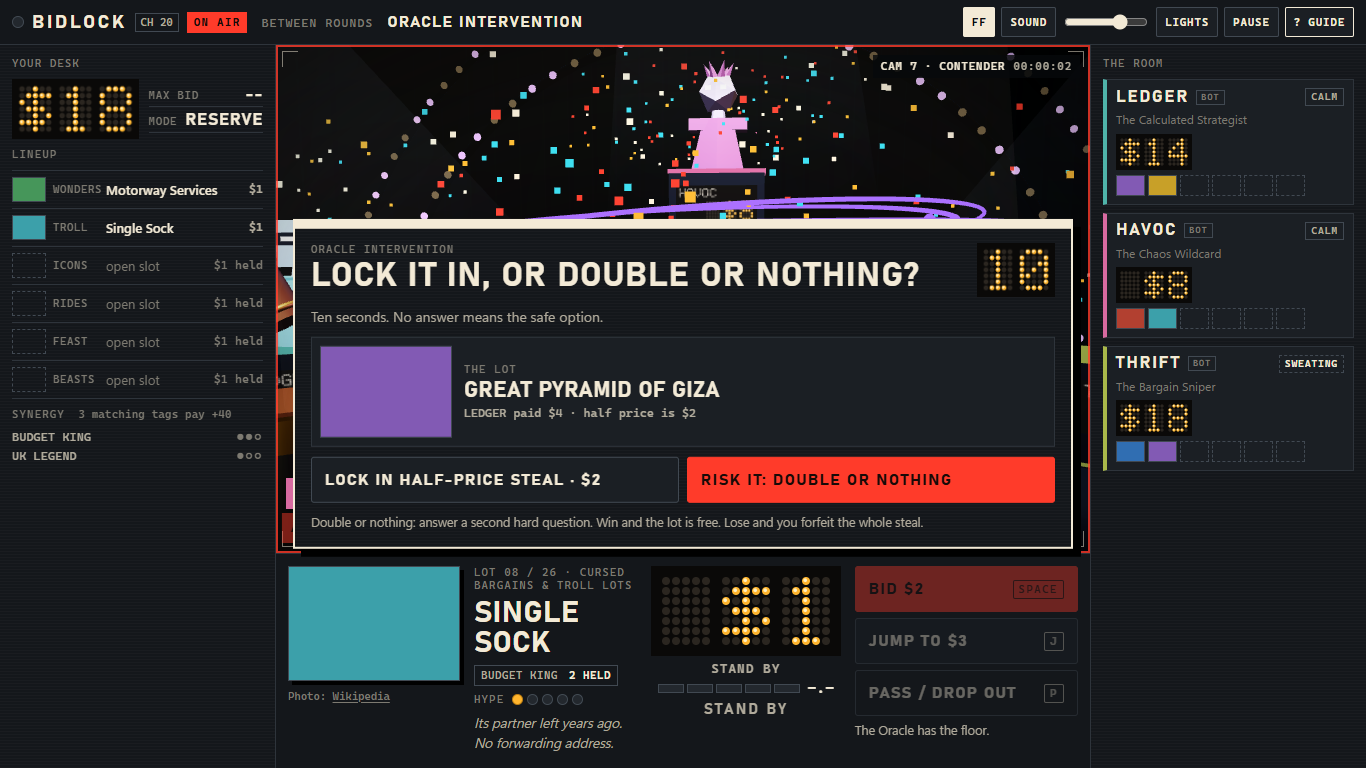 BIDLOCK CH 20 ON AIR BETWEEN ROUNDS ORACLE INTERVENTION FF SOUND LIGHTS PAUSE ? GUIDE
YOUR DESK
$18
MAX BID --
MODE RESERVE
LINEUP
WONDERS Motorway Services $1
TROLL Single Sock $1
ICONS open slot $1 held
RIDES open slot $1 held
FEAST open slot $1 held
BEASTS open slot $1 held
SYNERGY 3 matching tags pay +40
BUDGET KING
UK LEGEND
CAM 7 · CONTENDER 00:00:02
HAVOC
$8
ORACLE INTERVENTION
LOCK IT IN, OR DOUBLE OR NOTHING?
10
Ten seconds. No answer means the safe option.
THE LOT
GREAT PYRAMID OF GIZA
LEDGER paid $4 · half price is $2
LOCK IN HALF-PRICE STEAL · $2
RISK IT: DOUBLE OR NOTHING
Double or nothing: answer a second hard question. Win and the lot is free. Lose and you forfeit the whole steal.
Photo: Wikipedia
LOT 08 / 26 · CURSED
BARGAINS & TROLL LOTS
SINGLE
SOCK
BUDGET KING 2 HELD
HYPE
Its partner left years ago.
No forwarding address.
$1
STAND BY
-.-
STAND BY
BID $2 SPACE
JUMP TO $3 J
PASS / DROP OUT P
The Oracle has the floor.
THE ROOM
LEDGER BOT CALM
The Calculated Strategist
$14
HAVOC BOT CALM
The Chaos Wildcard
$8
THRIFT BOT SWEATING
The Bargain Sniper
$18